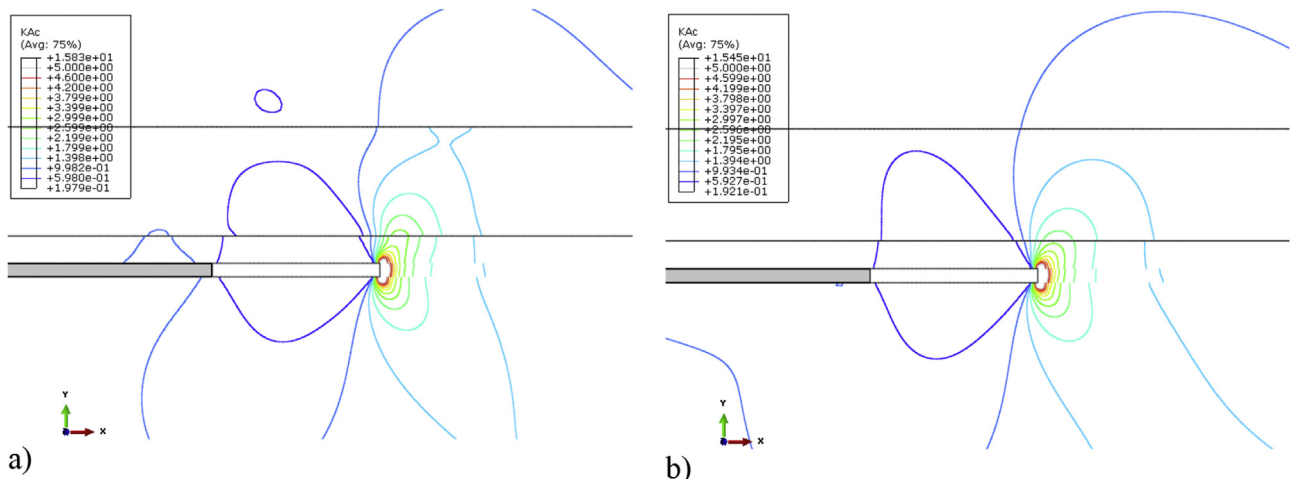 KAc
(Avg: 75%)
+1.583e+01
+5.000e+00
+4.600e+00
+4.200e+00
+3.799e+00
+3.399e+00
+2.999e+00
+2.599e+00
+2.199e+00
+1.799e+00
+1.398e+00
+9.982e-01
+5.980e-01
+1.979e-01
Y
X
a)
KAc
(Avg: 75%)
+1.545e+01
+5.000e+00
+4.599e+00
+4.199e+00
+3.798e+00
+3.397e+00
+2.997e+00
+2.596e+00
+2.195e+00
+1.795e+00
+1.394e+00
+9.934e-01
+5.927e-01
+1.921e-01
Y
X
b)